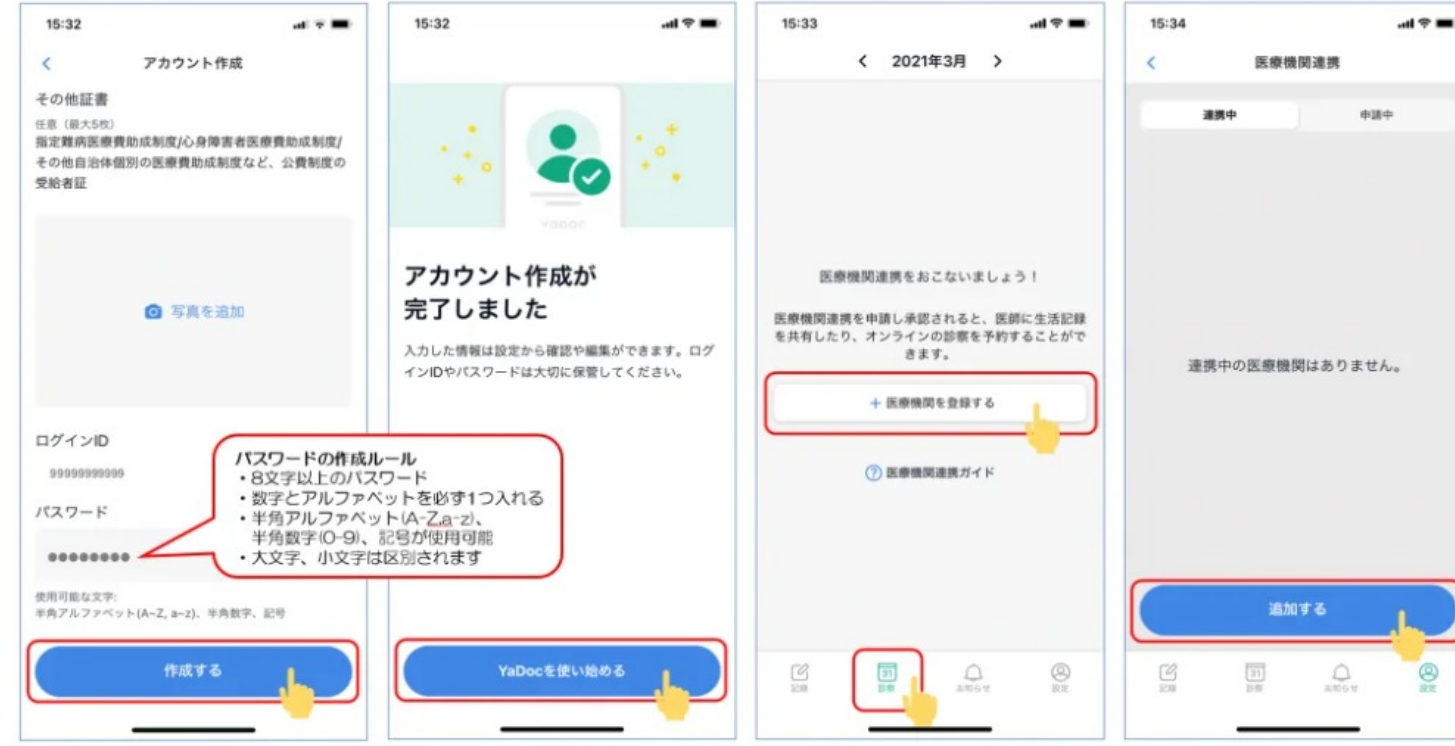 15:32
アカウント作成
その他証書
任意（最大5枚）
指定難病医療費助成制度/心身障害者医療費助成制度/
その他自治体個別の医療費助成制度など、公費制度の
受給者証
写真を追加
ログインID
99999999999
パスワード
●●●●●●●●
使用可能な文字:
半角アルファベット(A~Z, a~z)、半角数字、記号
作成する
パスワードの作成ルール
・8文字以上のパスワード
・数字とアルファベットを必ず1つ入れる
・半角アルファベット(A-Z,a-z)、
半角数字(0-9)、記号が使用可能
・大文字、小文字は区別されます
15:32
YaDOC
アカウント作成が
完了しました
入力した情報は設定から確認や編集ができます。ログ
インIDやパスワードは大切に保管してください。
YaDocを使い始める
15:33
2021年3月
医療機関連携をおこないましょう！
医療機関連携を申請し承認されると、医師に生活記録
を共有したり、オンラインの診察を予約することがで
きます。
+ 医療機関を登録する
? 医療機関連携ガイド
記録
31
診察
お知らせ
設定
15:34
医療機関連携
連携中
申請中
連携中の医療機関はありません。
追加する
記録
31
診察
お知らせ
設定